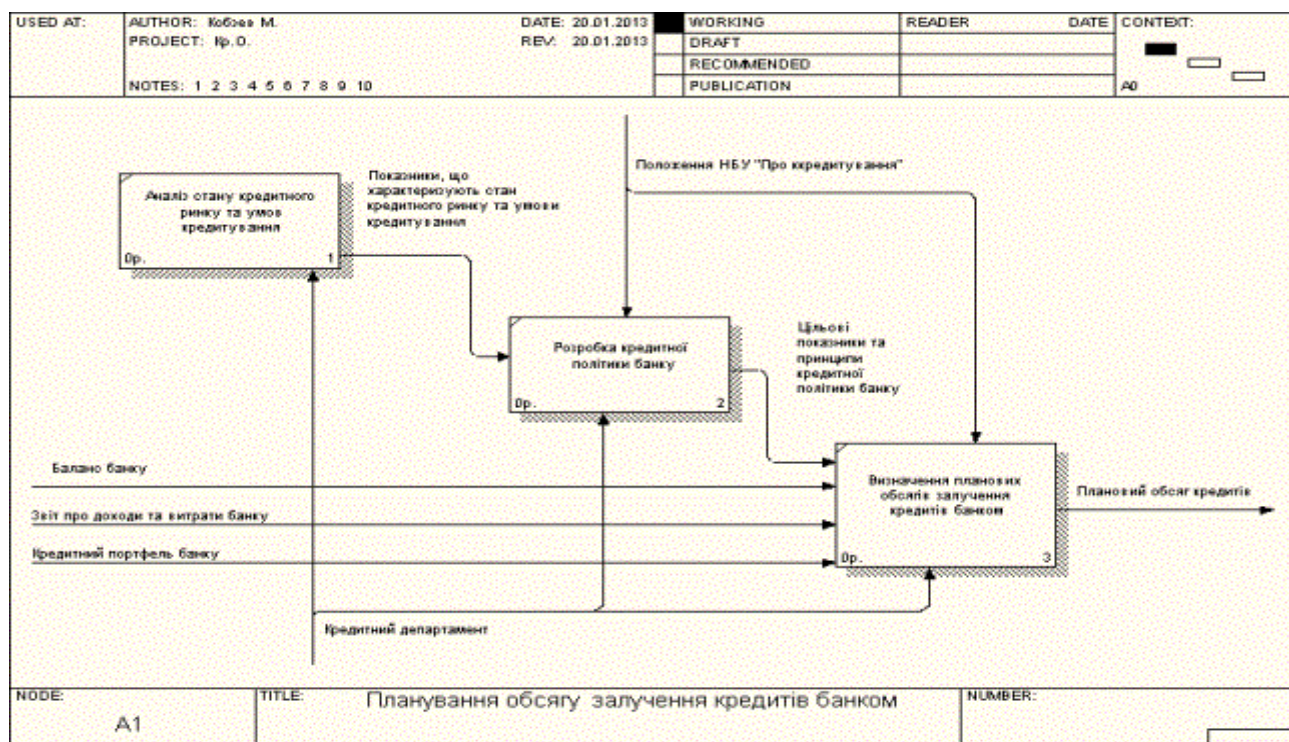 USED AT:
AUTHOR: Кобзев М.
DATE: 20.01.2013
PROJECT: Кр.О.
REV: 20.01.2013
NOTES: 1 2 3 4 5 6 7 8 9 10
WORKING
DRAFT
RECOMMENDED
PUBLICATION
READER
DATE
CONTEXT:
A0
Положення НБУ "Про ккредитування"
Аналіз стану кредитного
ринку та умов
кредитування
0р.
1
Показники, що
характеризують стан
кредитного ринку та умови
кредитування
Розробка кредитної
політики банку
0р.
2
Цільові
показники та
принципи
кредитної
політики банку
Баланс банку
Звіт про доходи та витрати банку
Кредитний портфель банку
Визначення планових
обсягів залучення
кредитів банком
0р.
3
Плановий обсяг кредитів
Кредитний департамент
NODE:
A1
TITLE:
Планування обсягу залучення кредитів банком
NUMBER: